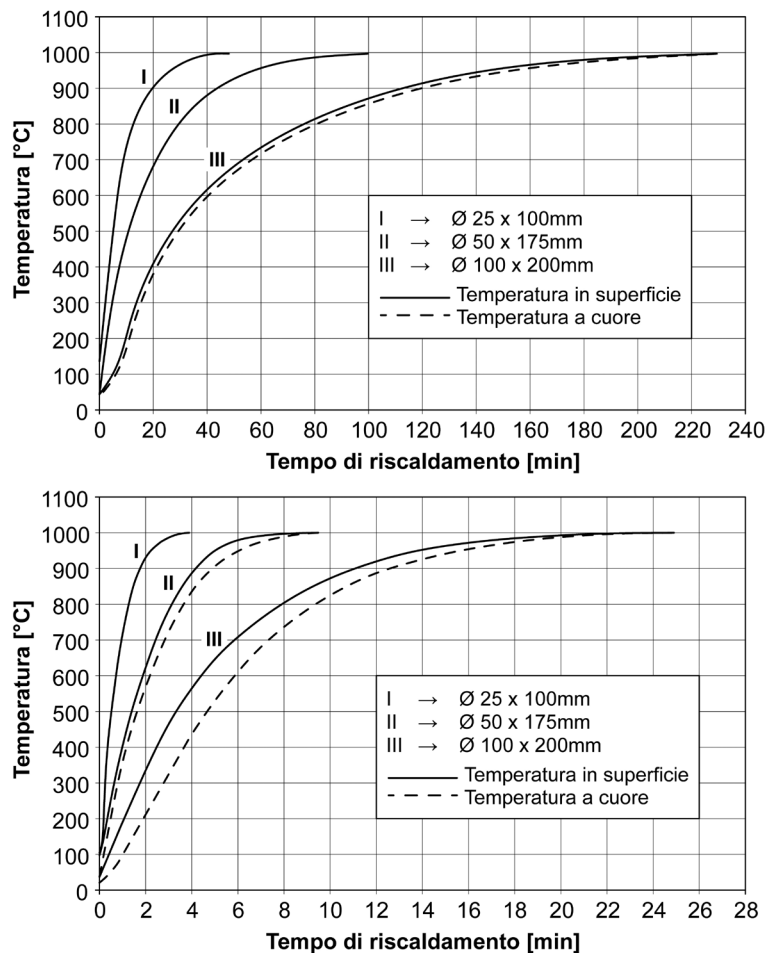 1100
1000
900
800
700
600
500
400
300
200
100
0
Temperatura [°C]
I
II
III
I → Ø 25 x 100mm
II → Ø 50 x 175mm
III → Ø 100 x 200mm
Temperatura in superficie
Temperatura a cuore
0 20 40 60 80 100 120 140 160 180 200 220 240
Tempo di riscaldamento [min]
1100
1000
900
800
700
600
500
400
300
200
100
0
Temperatura [°C]
I
II
III
I → Ø 25 x 100mm
II → Ø 50 x 175mm
III → Ø 100 x 200mm
Temperatura in superficie
Temperatura a cuore
0 2 4 6 8 10 12 14 16 18 20 22 24 26 28
Tempo di riscaldamento [min]